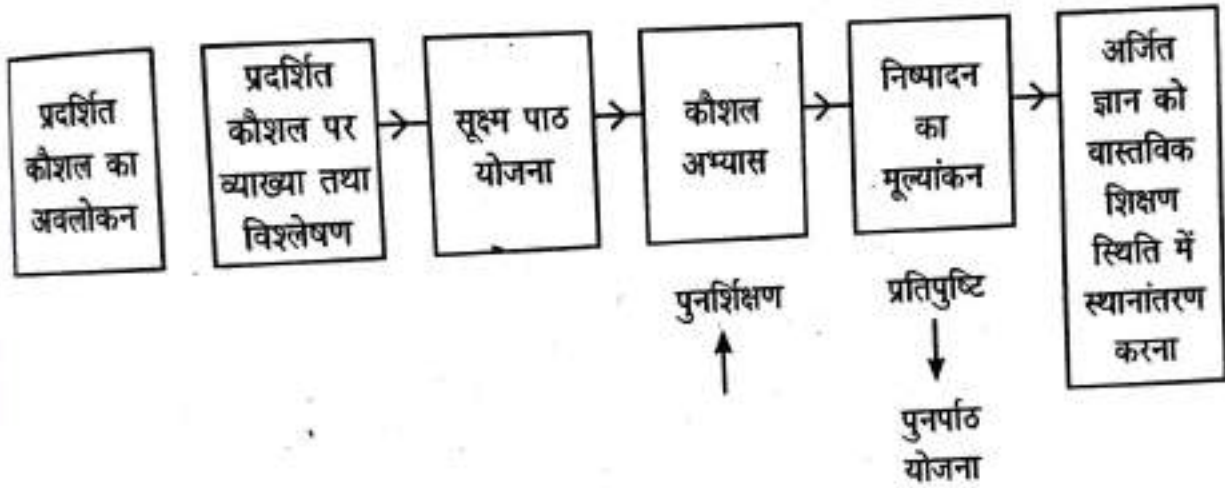 प्रदर्शित
कौशल का
अवलोकन
प्रदर्शित
कौशल पर
व्याख्या तथा
विश्लेषण
सूक्ष्म पाठ
योजना
कौशल
अभ्यास
निष्पादन
का
मूल्यांकन
अर्जित
ज्ञान को
वास्तविक
शिक्षण
स्थिति में
स्थानांतरण
करना
पुनर्शिक्षण
प्रतिपुष्टि
पुनर्पाठ
योजना